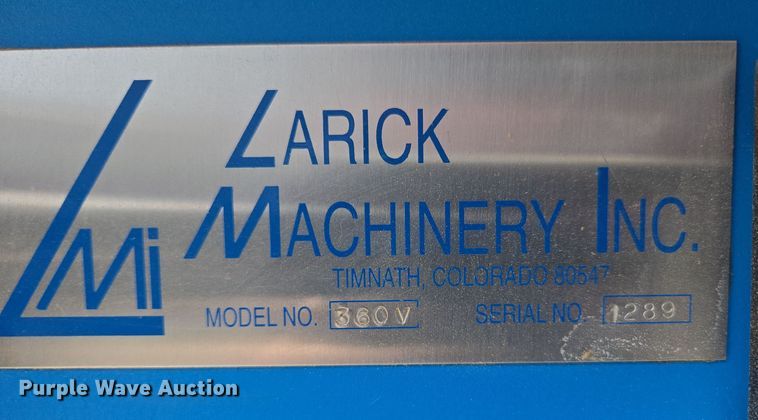 LMi
LARICK
MACHINERY INC.
TIMNATH, COLORADO 80547
MODEL NO. 360V SERIAL NO. 1289
Purple Wave Auction